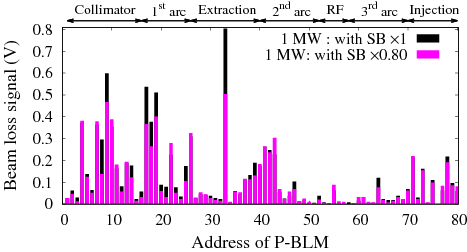 Collimator 1st arc Extraction 2nd arc RF 3rd arc Injection
1 MW : with SB ×1
1 MW: with SB ×0.80
Beam loss signal (V)
0.8
0.7
0.6
0.5
0.4
0.3
0.2
0.1
0
0 10 20 30 40 50 60 70 80
Address of P-BLM